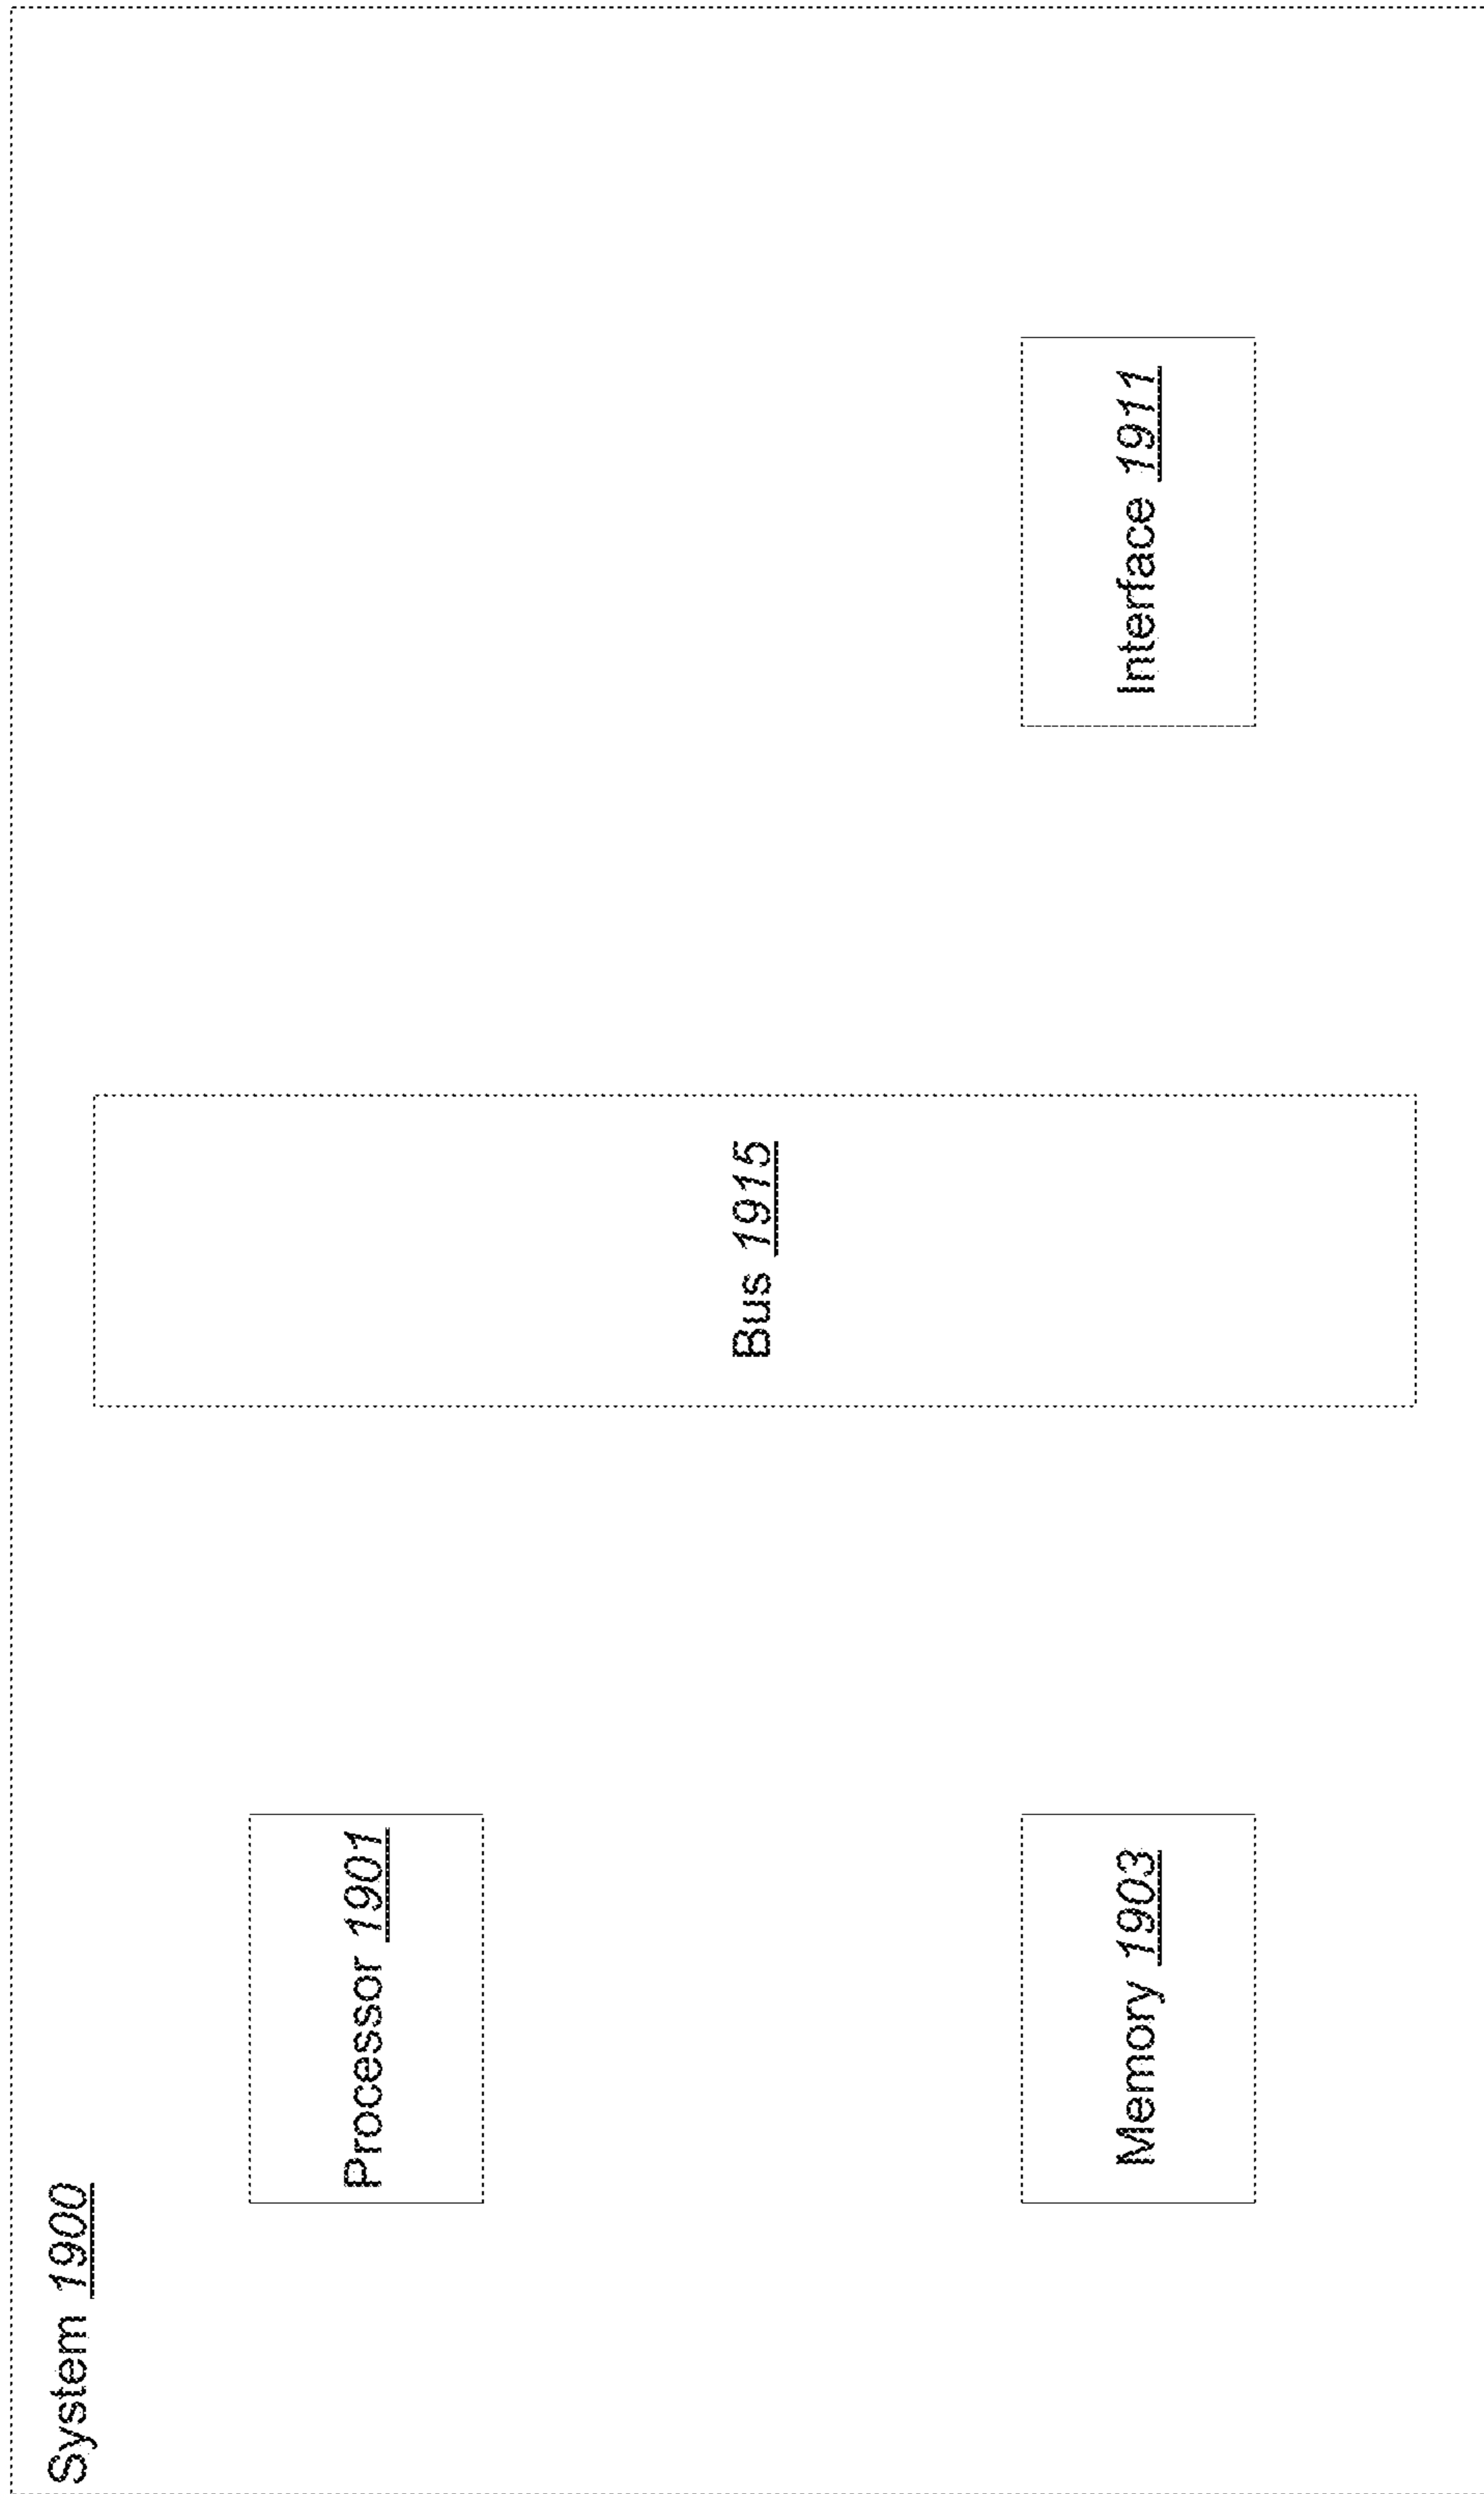 System 1900
Processor 1901
Bus 1915
Memory 1903
Interface 1911